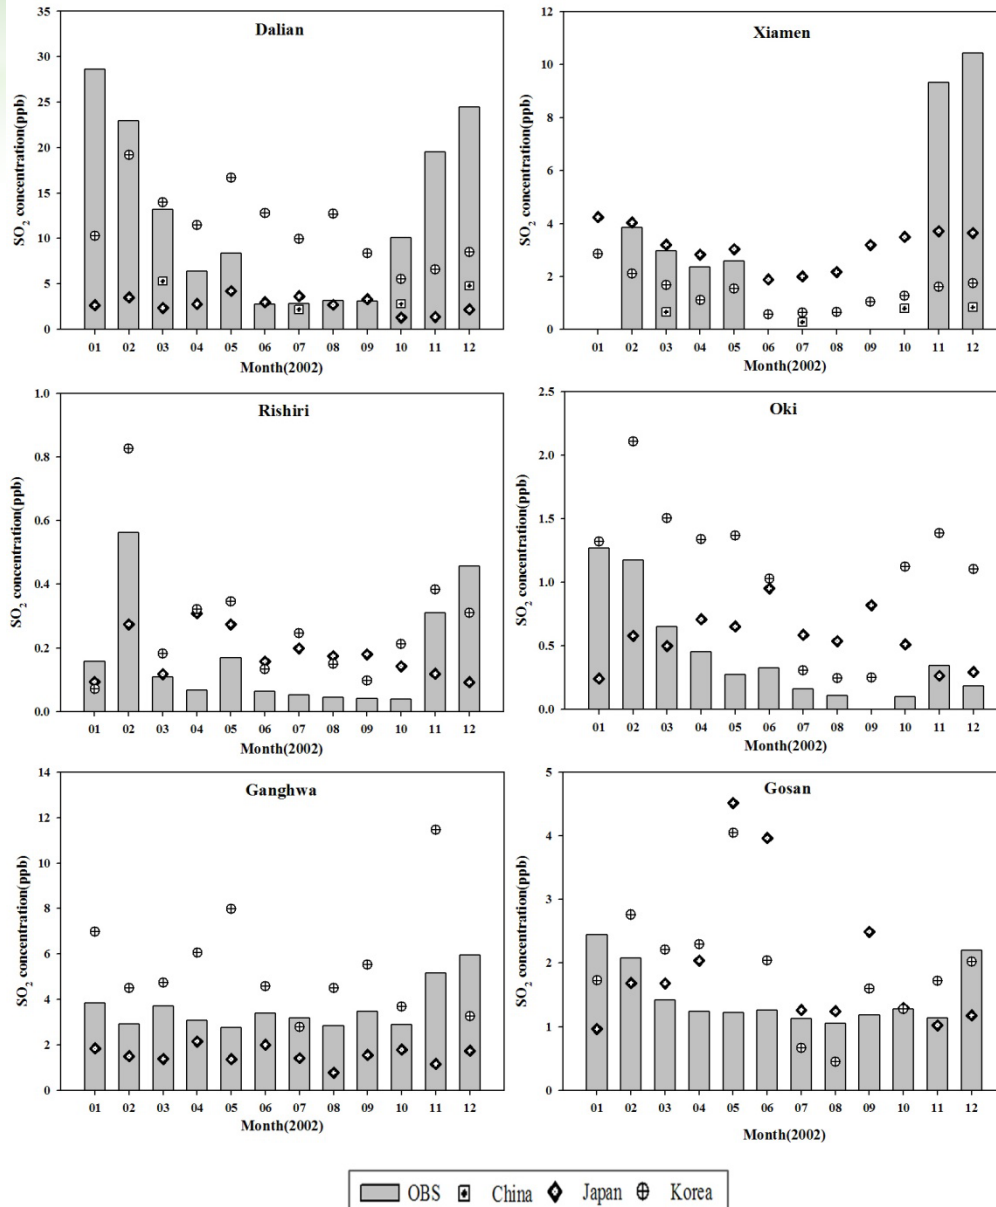 Dalian
SO2 concentration(ppb)
35
30
25
20
15
10
5
0
01 02 03 04 05 06 07 08 09 10 11 12
Month(2002)
Xiamen
SO2 concentration(ppb)
12
10
8
6
4
2
0
01 02 03 04 05 06 07 08 09 10 11 12
Month(2002)
Rishiri
SO2 concentration(ppb)
1.0
0.8
0.6
0.4
0.2
0.0
01 02 03 04 05 06 07 08 09 10 11 12
Month(2002)
Oki
SO2 concentration(ppb)
2.5
2.0
1.5
1.0
0.5
0.0
01 02 03 04 05 06 07 08 09 10 11 12
Month(2002)
Ganghwa
SO2 concentration(ppb)
14
12
10
8
6
4
2
0
01 02 03 04 05 06 07 08 09 10 11 12
Month(2002)
Gosan
SO2 concentration(ppb)
5
4
3
2
1
0
01 02 03 04 05 06 07 08 09 10 11 12
Month(2002)
OBS China Japan Korea